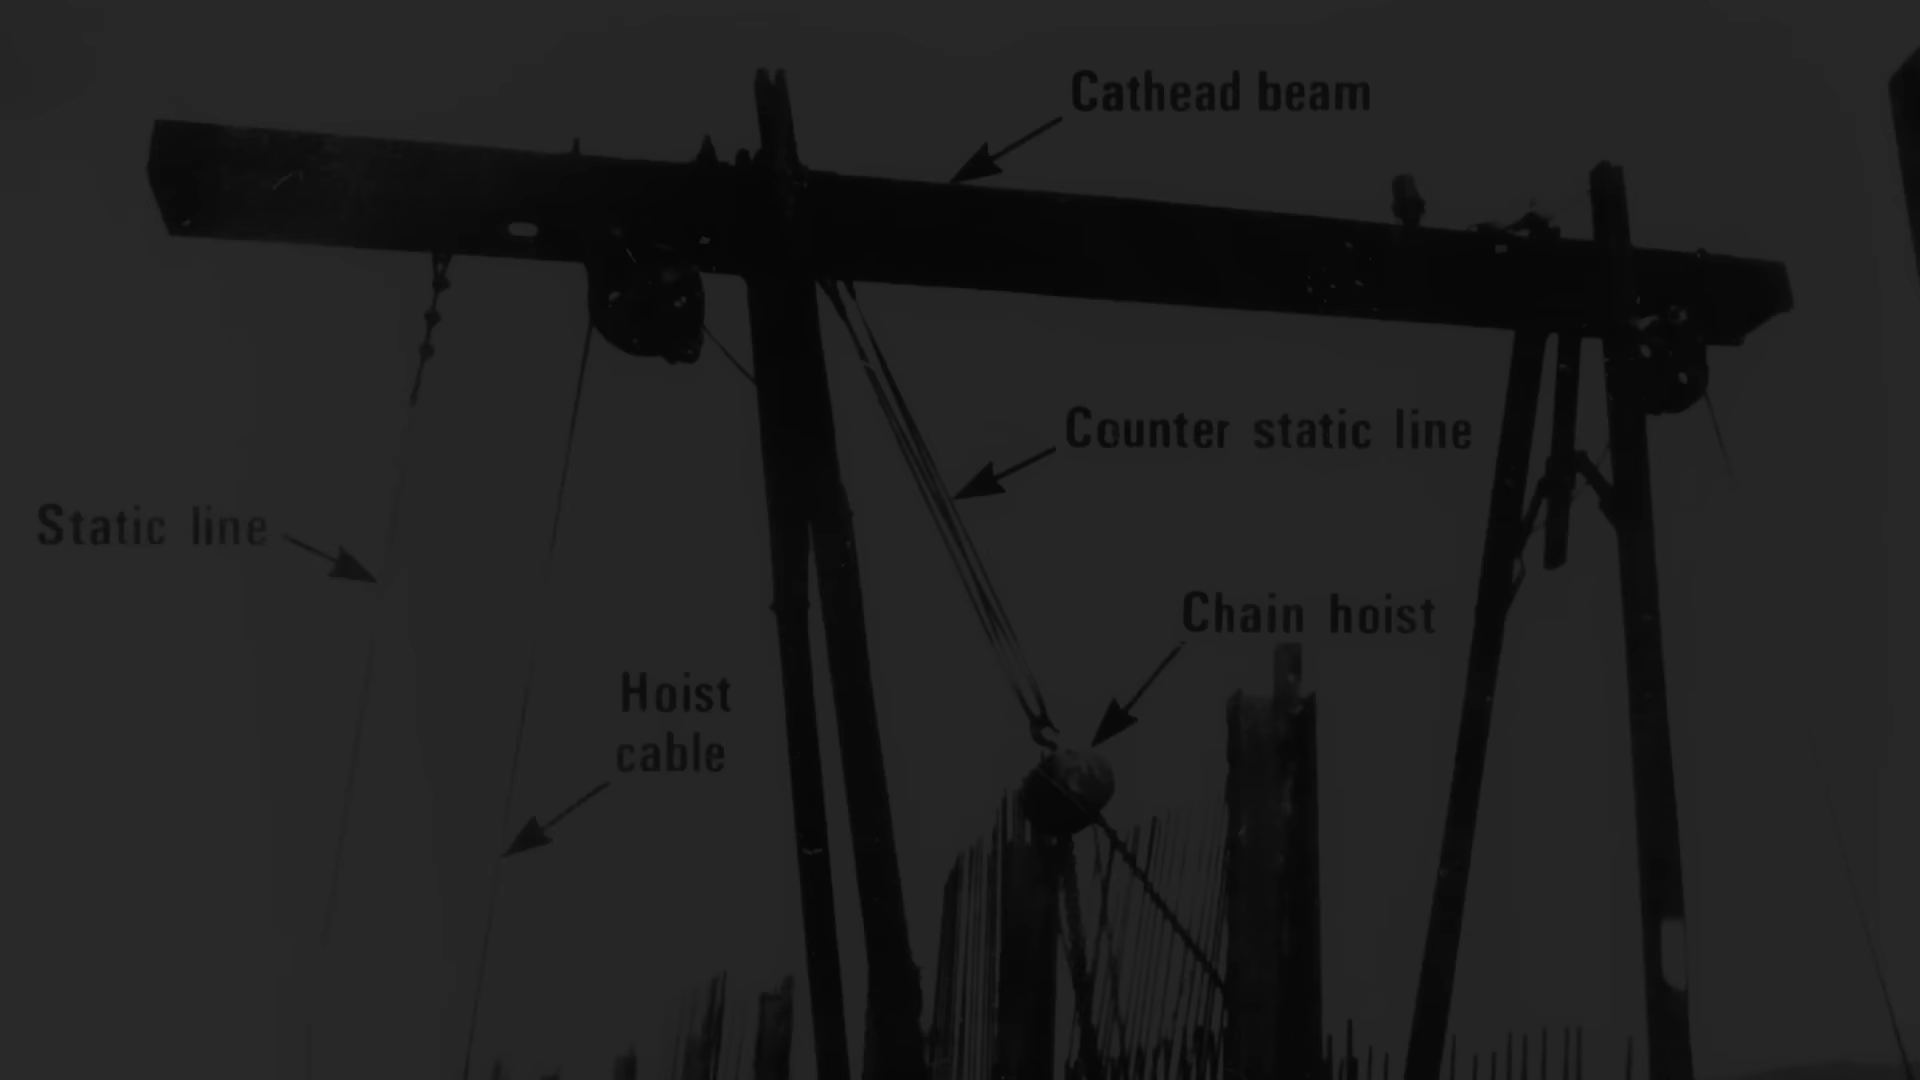 Cathead beam
Counter static line
Static line
Chain hoist
Hoist
cable